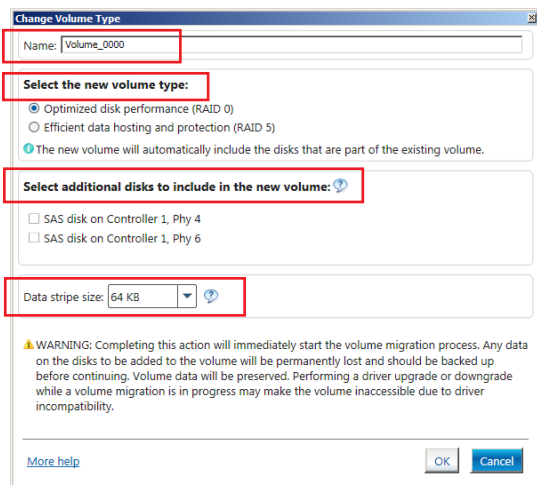 Change Volume Type
Name: Volume_0000
Select the new volume type:
Optimized disk performance (RAID 0)
Efficient data hosting and protection (RAID 5)
The new volume will automatically include the disks that are part of the existing volume.
Select additional disks to include in the new volume:
SAS disk on Controller 1, Phy 4
SAS disk on Controller 1, Phy 6
Data stripe size: 64 KB
WARNING: Completing this action will immediately start the volume migration process. Any data
on the disks to be added to the volume will be permanently lost and should be backed up
before continuing. Volume data will be preserved. Performing a driver upgrade or downgrade
while a volume migration is in progress may make the volume inaccessible due to driver
incompatibility.
More help
OK
Cancel